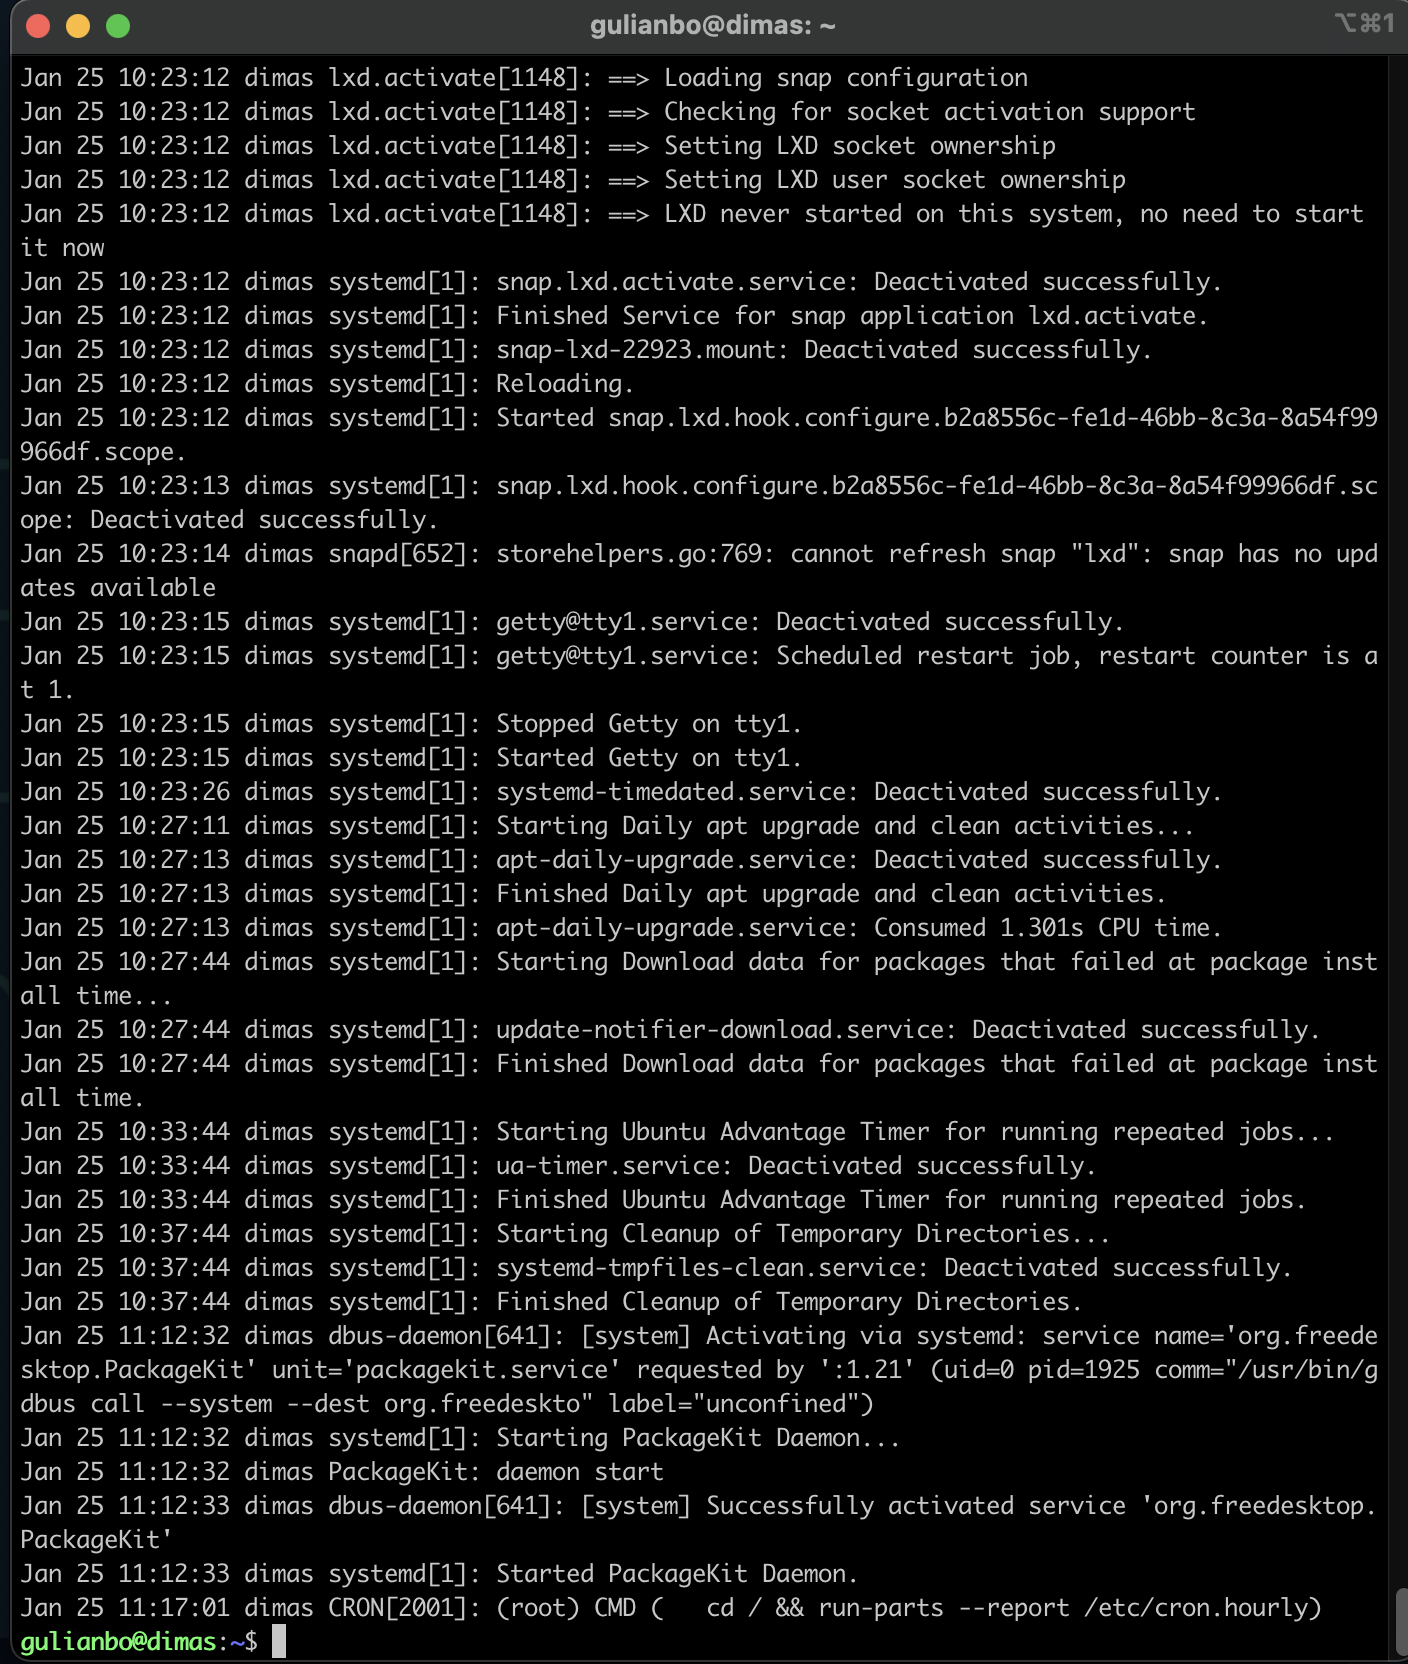 gulianbo@dimas: ~
⌥⌘1
Jan 25 10:23:12 dimas lxd.activate[1148]: ==> Loading snap configuration
Jan 25 10:23:12 dimas lxd.activate[1148]: ==> Checking for socket activation support
Jan 25 10:23:12 dimas lxd.activate[1148]: ==> Setting LXD socket ownership
Jan 25 10:23:12 dimas lxd.activate[1148]: ==> Setting LXD user socket ownership
Jan 25 10:23:12 dimas lxd.activate[1148]: ==> LXD never started on this system, no need to start
it now
Jan 25 10:23:12 dimas systemd[1]: snap.lxd.activate.service: Deactivated successfully.
Jan 25 10:23:12 dimas systemd[1]: Finished Service for snap application lxd.activate.
Jan 25 10:23:12 dimas systemd[1]: snap-lxd-22923.mount: Deactivated successfully.
Jan 25 10:23:12 dimas systemd[1]: Reloading.
Jan 25 10:23:12 dimas systemd[1]: Started snap.lxd.hook.configure.b2a8556c-fe1d-46bb-8c3a-8a54f99
966df.scope.
Jan 25 10:23:13 dimas systemd[1]: snap.lxd.hook.configure.b2a8556c-fe1d-46bb-8c3a-8a54f99966df.sc
ope: Deactivated successfully.
Jan 25 10:23:14 dimas snapd[652]: storehelpers.go:769: cannot refresh snap "lxd": snap has no upd
ates available
Jan 25 10:23:15 dimas systemd[1]: getty@tty1.service: Deactivated successfully.
Jan 25 10:23:15 dimas systemd[1]: getty@tty1.service: Scheduled restart job, restart counter is a
t 1.
Jan 25 10:23:15 dimas systemd[1]: Stopped Getty on tty1.
Jan 25 10:23:15 dimas systemd[1]: Started Getty on tty1.
Jan 25 10:23:26 dimas systemd[1]: systemd-timedated.service: Deactivated successfully.
Jan 25 10:27:11 dimas systemd[1]: Starting Daily apt upgrade and clean activities...
Jan 25 10:27:13 dimas systemd[1]: apt-daily-upgrade.service: Deactivated successfully.
Jan 25 10:27:13 dimas systemd[1]: Finished Daily apt upgrade and clean activities.
Jan 25 10:27:13 dimas systemd[1]: apt-daily-upgrade.service: Consumed 1.301s CPU time.
Jan 25 10:27:44 dimas systemd[1]: Starting Download data for packages that failed at package inst
all time...
Jan 25 10:27:44 dimas systemd[1]: update-notifier-download.service: Deactivated successfully.
Jan 25 10:27:44 dimas systemd[1]: Finished Download data for packages that failed at package inst
all time.
Jan 25 10:33:44 dimas systemd[1]: Starting Ubuntu Advantage Timer for running repeated jobs...
Jan 25 10:33:44 dimas systemd[1]: ua-timer.service: Deactivated successfully.
Jan 25 10:33:44 dimas systemd[1]: Finished Ubuntu Advantage Timer for running repeated jobs.
Jan 25 10:37:44 dimas systemd[1]: Starting Cleanup of Temporary Directories...
Jan 25 10:37:44 dimas systemd[1]: systemd-tmpfiles-clean.service: Deactivated successfully.
Jan 25 10:37:44 dimas systemd[1]: Finished Cleanup of Temporary Directories.
Jan 25 11:12:32 dimas dbus-daemon[641]: [system] Activating via systemd: service name='org.freede
sktop.PackageKit' unit='packagekit.service' requested by ':1.21' (uid=0 pid=1925 comm="/usr/bin/g
dbus call --system --dest org.freedeskto" label="unconfined")
Jan 25 11:12:32 dimas systemd[1]: Starting PackageKit Daemon...
Jan 25 11:12:32 dimas PackageKit: daemon start
Jan 25 11:12:33 dimas dbus-daemon[641]: [system] Successfully activated service 'org.freedesktop.
PackageKit'
Jan 25 11:12:33 dimas systemd[1]: Started PackageKit Daemon.
Jan 25 11:17:01 dimas CRON[2001]: (root) CMD (   cd / && run-parts --report /etc/cron.hourly)
gulianbo@dimas:~$